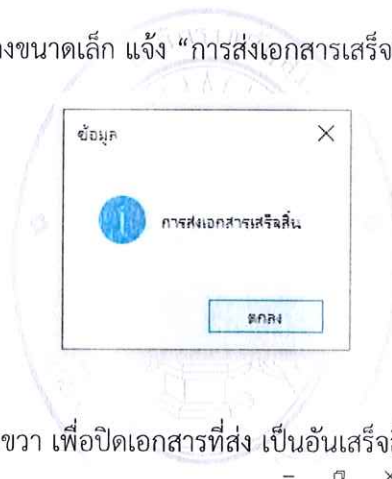 งขนาดเล็ก แจ้ง “การส่งเอกสารเสร็จ
ข้อมูล
การส่งเอกสารเสร็จสิ้น
ตกลง
ขวา เพื่อปิดเอกสารที่ส่ง เป็นอันเสร็จ